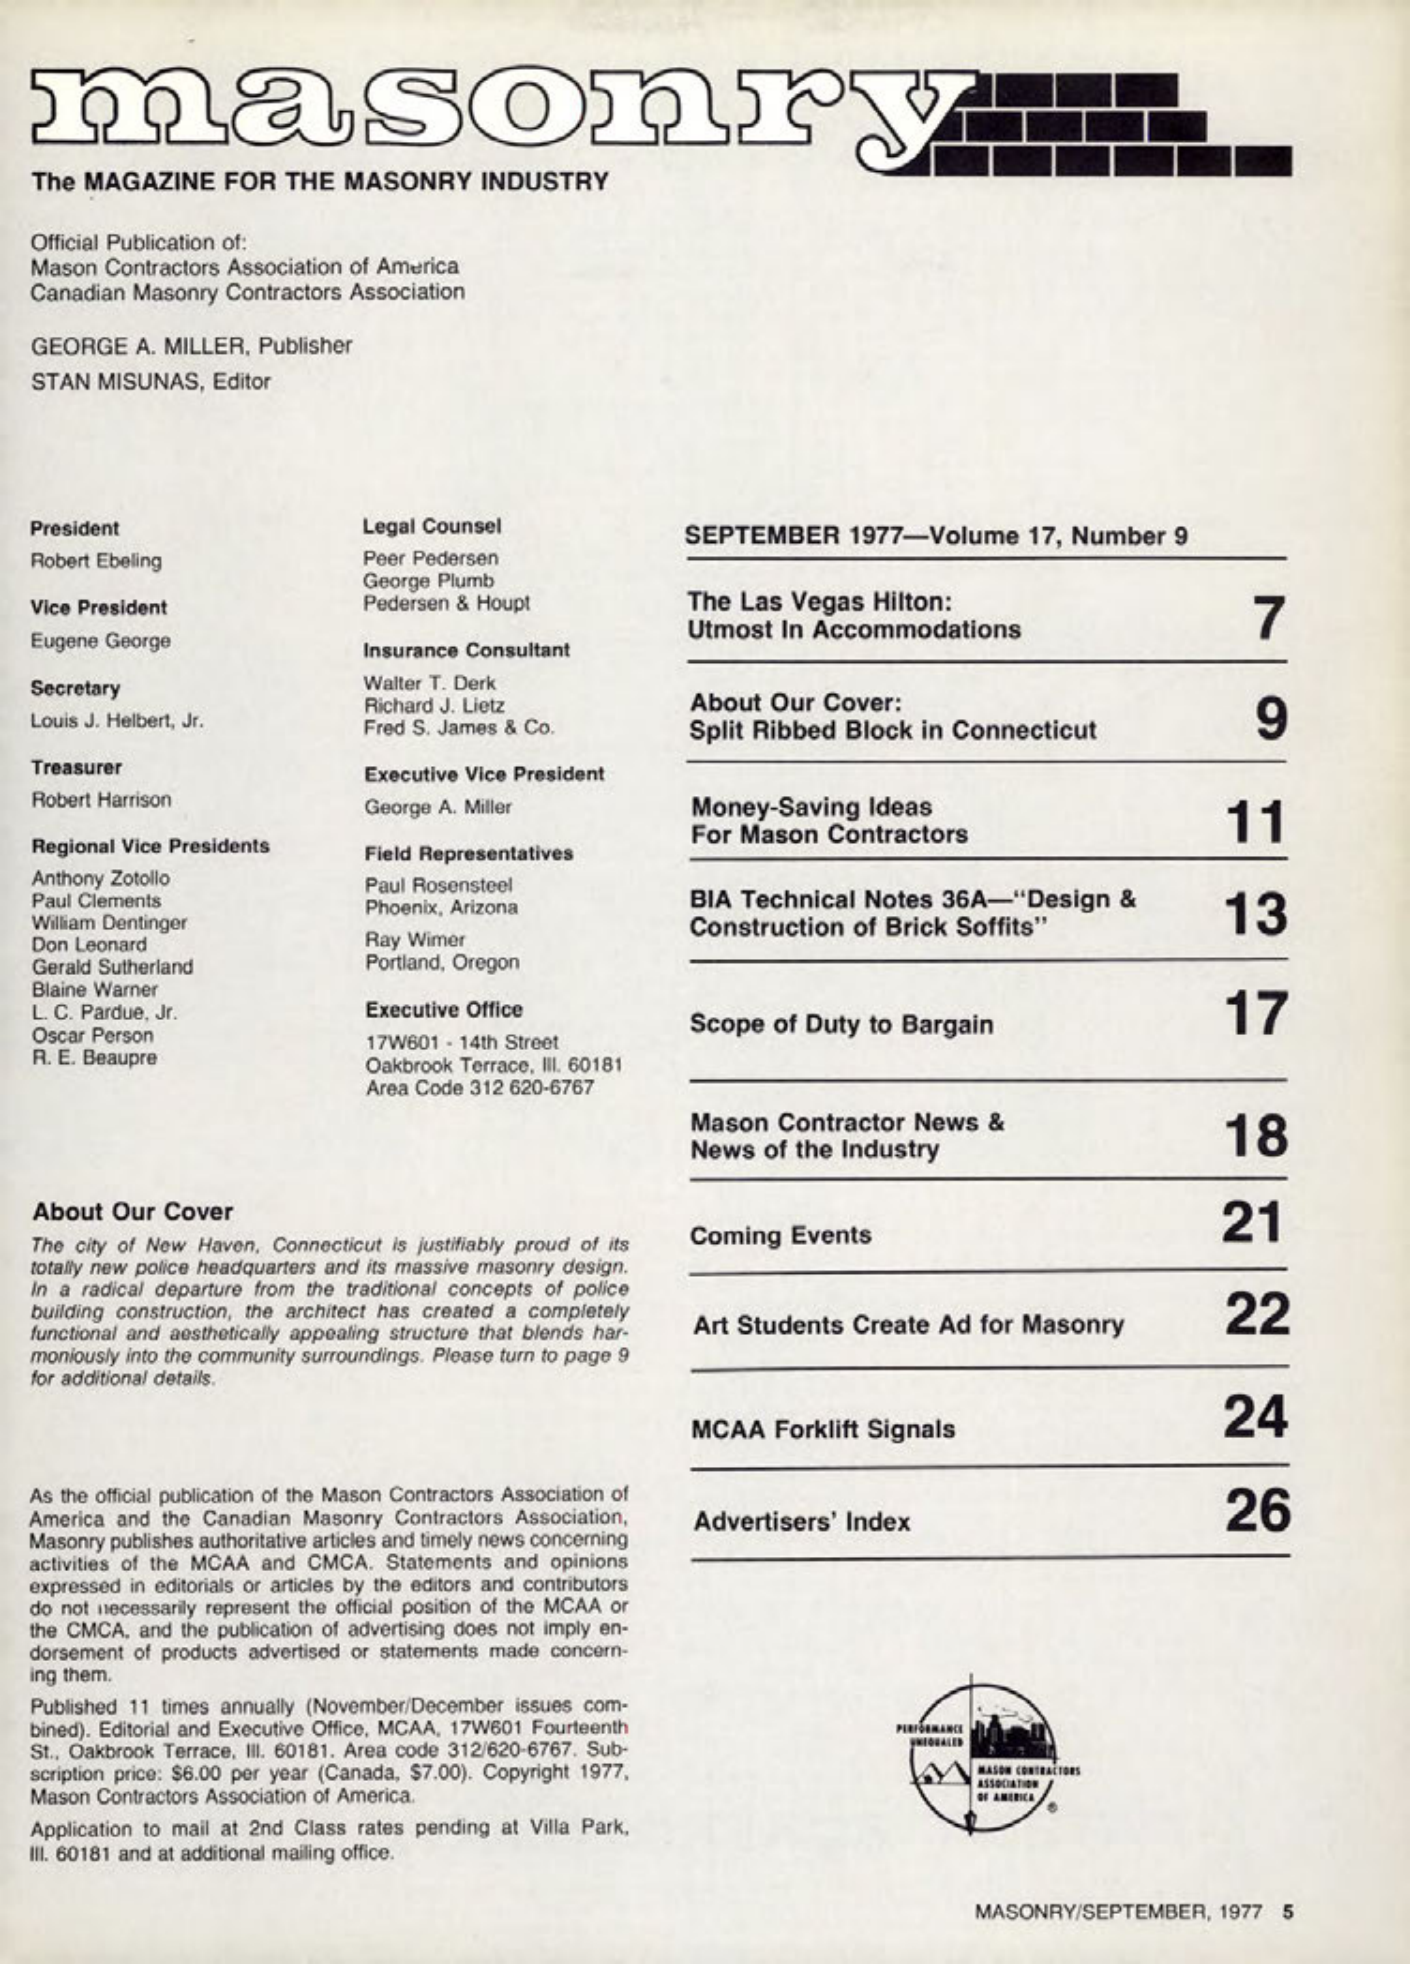 masonry
The MAGAZINE FOR THE MASONRY INDUSTRY
Official Publication of:
Mason Contractors Association of America
Canadian Masonry Contractors Association
GEORGE A. MILLER, Publisher
STAN MISUNAS, Editor
President
Robert Ebeling
Vice President
Eugene George
Secretary
Louis J. Helbert, Jr.
Treasurer
Robert Harrison
Regional Vice Presidents
Anthony Zotollo
Paul Clements
William Dentinger
Don Leonard
Gerald Sutherland
Blaine Warner
L. C. Pardue, Jr.
Oscar Person
R. E. Beaupre
Legal Counsel
Peer Pedersen
George Plumb
Pedersen & Houpt
Insurance Consultant
Walter T. Derk
Richard J. Lietz
Fred S. James & Co.
Executive Vice President
George A. Miller
Field Representatives
Paul Rosensteel
Phoenix, Arizona
Ray Wimer
Portland, Oregon
Executive Office
17W601 - 14th Street
Oakbrook Terrace, Ill. 60181
Area Code 312 620-6767
About Our Cover
The city of New Haven, Connecticut is justifiably proud of its
totally new police headquarters and its massive masonry design.
In a radical departure from the traditional concepts of police
building construction, the architect has created a completely
functional and aesthetically appealing structure that blends har-
moniously into the community surroundings. Please turn to page 9
for additional details.
As the official publication of the Mason Contractors Association of
America and the Canadian Masonry Contractors Association,
Masonry publishes authoritative articles and timely news concerning
activities of the MCAA and CMCA. Statements and opinions
expressed in editorials or articles by the editors and contributors
do not necessarily represent the official position of the MCAA or
the CMCA, and the publication of advertising does not imply en-
dorsement of products advertised or statements made concern-
ing them.
Published 11 times annually (November/December issues com-
bined). Editorial and Executive Office, MCAA, 17W601 Fourteenth
St., Oakbrook Terrace, Ill. 60181. Area code 312/620-6767. Sub-
scription price: $6.00 per year (Canada, $7.00). Copyright 1977,
Mason Contractors Association of America.
Application to mail at 2nd Class rates pending at Villa Park,
Ill. 60181 and at additional mailing office.
SEPTEMBER 1977—Volume 17, Number 9
The Las Vegas Hilton:
Utmost In Accommodations 7
About Our Cover:
Split Ribbed Block in Connecticut 9
Money-Saving Ideas
For Mason Contractors 11
BIA Technical Notes 36A—"Design &
Construction of Brick Soffits" 13
Scope of Duty to Bargain 17
Mason Contractor News &
News of the Industry 18
Coming Events 21
Art Students Create Ad for Masonry 22
MCAA Forklift Signals 24
Advertisers' Index 26
PERFORMANCE
UNEQUALED
MASON CONTRACTORS
ASSOCIATION
OF AMERICA
®
MASONRY/SEPTEMBER, 1977 5